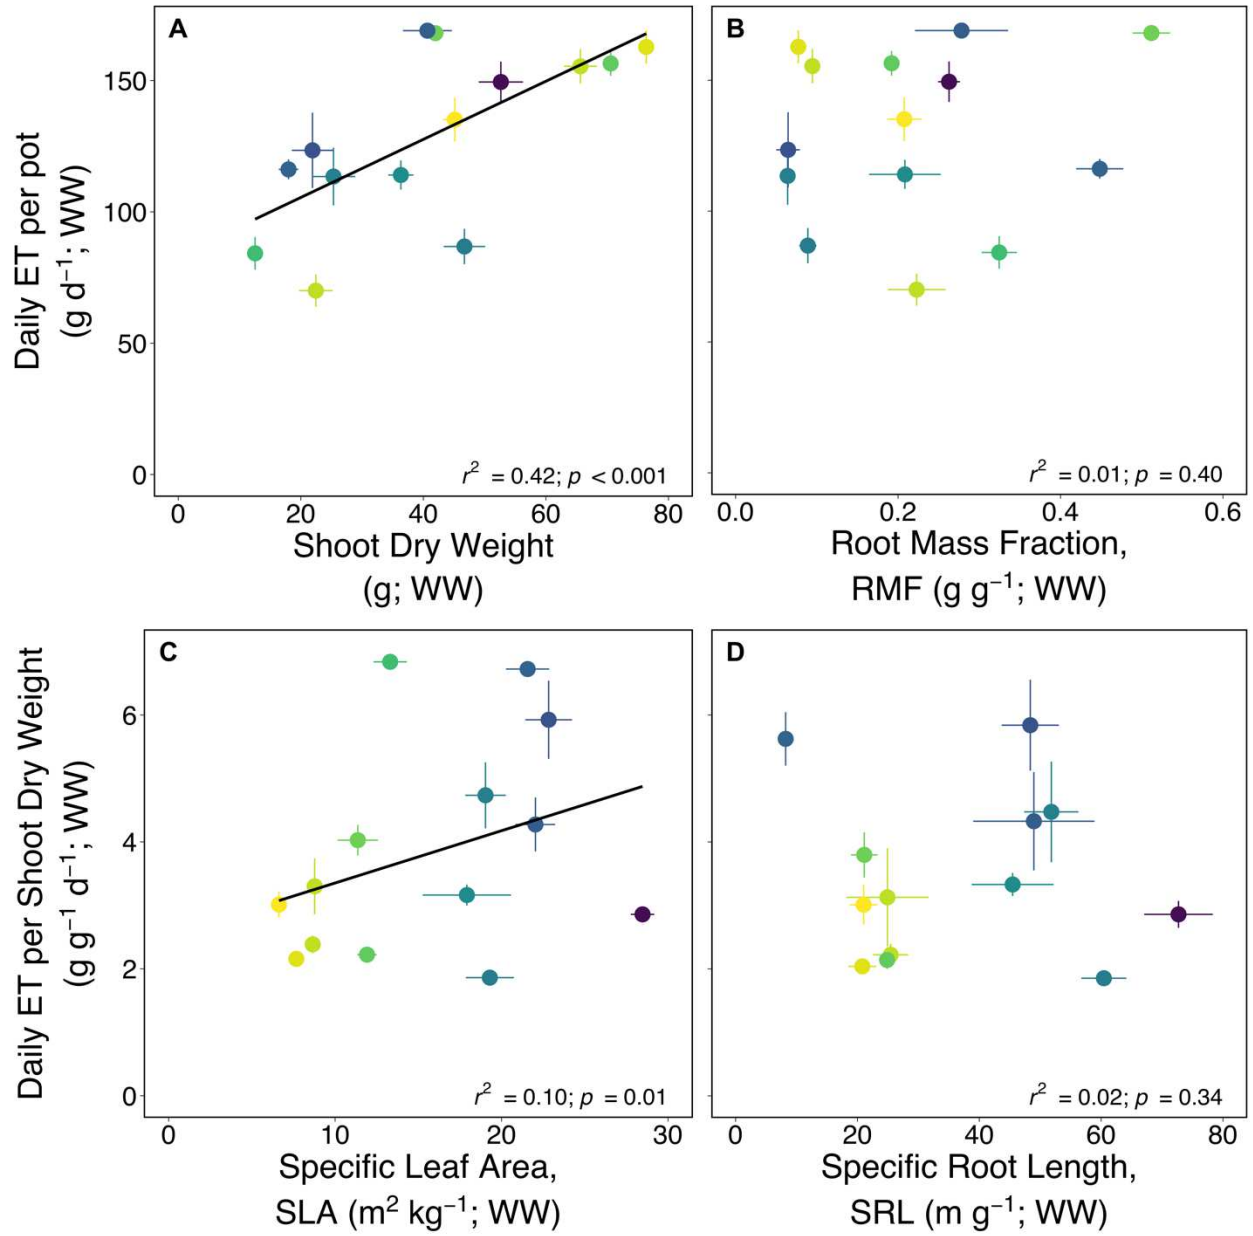 A
Daily ET per pot
(g d⁻¹; WW)
150
100
50
0
r² = 0.42; p < 0.001
0 20 40 60 80
Shoot Dry Weight
(g; WW)
B
r² = 0.01; p = 0.40
0.0 0.2 0.4 0.6
Root Mass Fraction,
RMF (g g⁻¹; WW)
C
Daily ET per Shoot Dry Weight
(g g⁻¹ d⁻¹; WW)
6
4
2
0
r² = 0.10; p = 0.01
0 10 20 30
Specific Leaf Area,
SLA (m² kg⁻¹; WW)
D
r² = 0.02; p = 0.34
0 20 40 60 80
Specific Root Length,
SRL (m g⁻¹; WW)